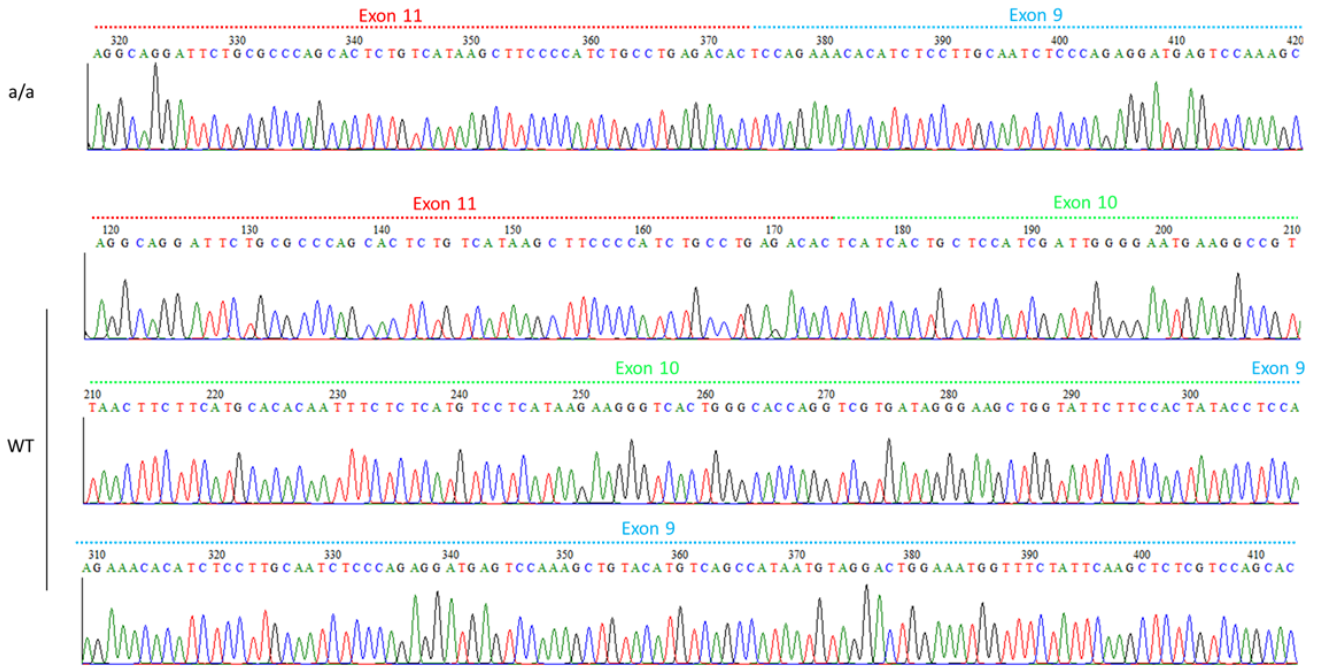 Exon 11 Exon 9
320 330 340 350 360 370 380 390 400 410 420
AGGCAGGATTCTGCGCCCAGCACTCTGTCATAAGCTTCCCCATCTGCCTGAGACACTCCAGAAACACATCTCCTTGCAATCTCCCAGAGGATGAGTCCAAAGC
a/a
Exon 11 Exon 10
120 130 140 150 160 170 180 190 200 210
AGGCAGGATTCTGCGCCCAGCACTCTGTCATAAGCTTCCCCATCTGCCTGAGACACTCATCACTGCTCCATCGATTGGGGAATGAAGGCCGT
Exon 10 Exon 9
210 220 230 240 250 260 270 280 290 300
TAACTTCTTCATGCACACAATTTCTCTCATGTCCTCATAAGAAGGGTCACTGGGCACCAGGTCGTGATAGGGAAGCTGGTATTCTTCCACTATACCTCCA
WT
Exon 9
310 320 330 340 350 360 370 380 390 400 410
AGAAACACATCTCCTTGCAATCTCCCAGAGGATGAGTCCAAAGCTGTACATGTCAGCCATAATGTAGGACTGGAAATGGTTTCTATTCAAGCTCTCGTCCAGCAC